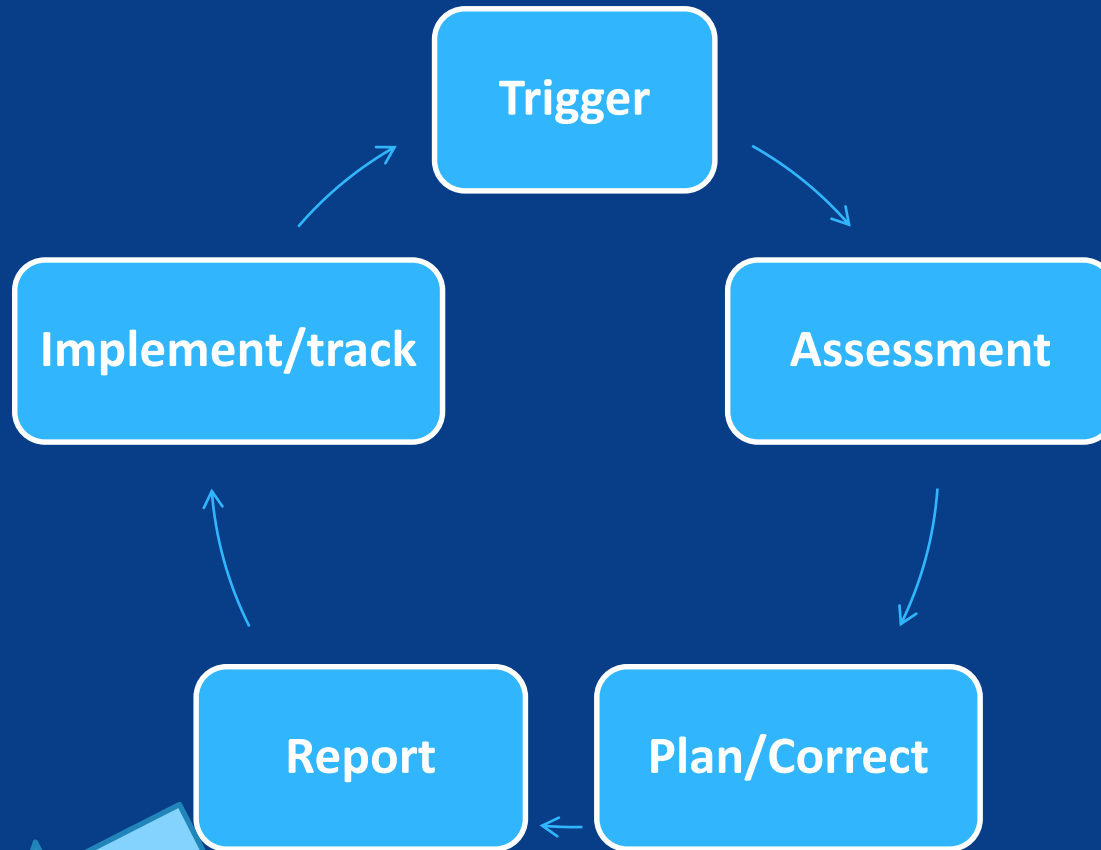 Trigger
Implement/track
Assessment
Report
Plan/Correct